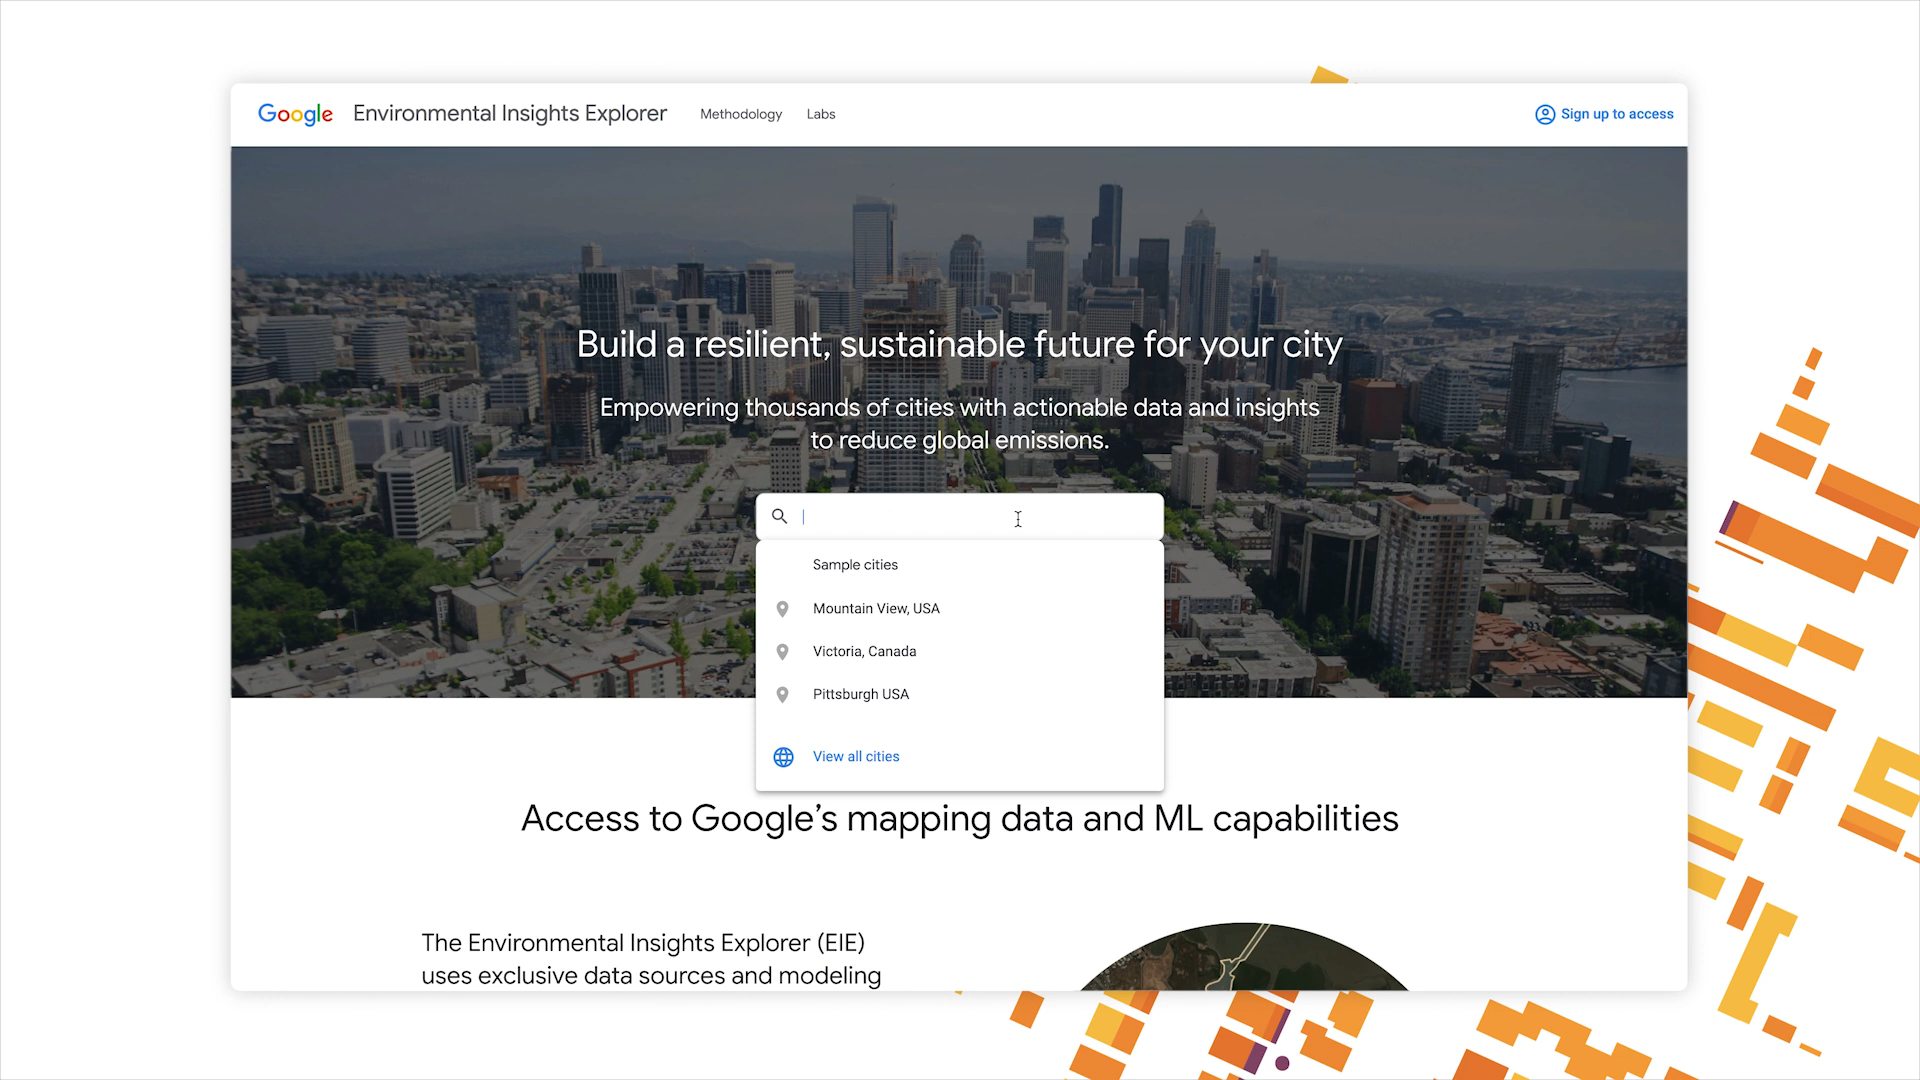 Google Environmental Insights Explorer Methodology Labs Sign up to access
Build a resilient, sustainable future for your city
Empowering thousands of cities with actionable data and insights
to reduce global emissions.
Sample cities
Mountain View, USA
Victoria, Canada
Pittsburgh USA
View all cities
Access to Google’s mapping data and ML capabilities
The Environmental Insights Explorer (EIE)
uses exclusive data sources and modeling